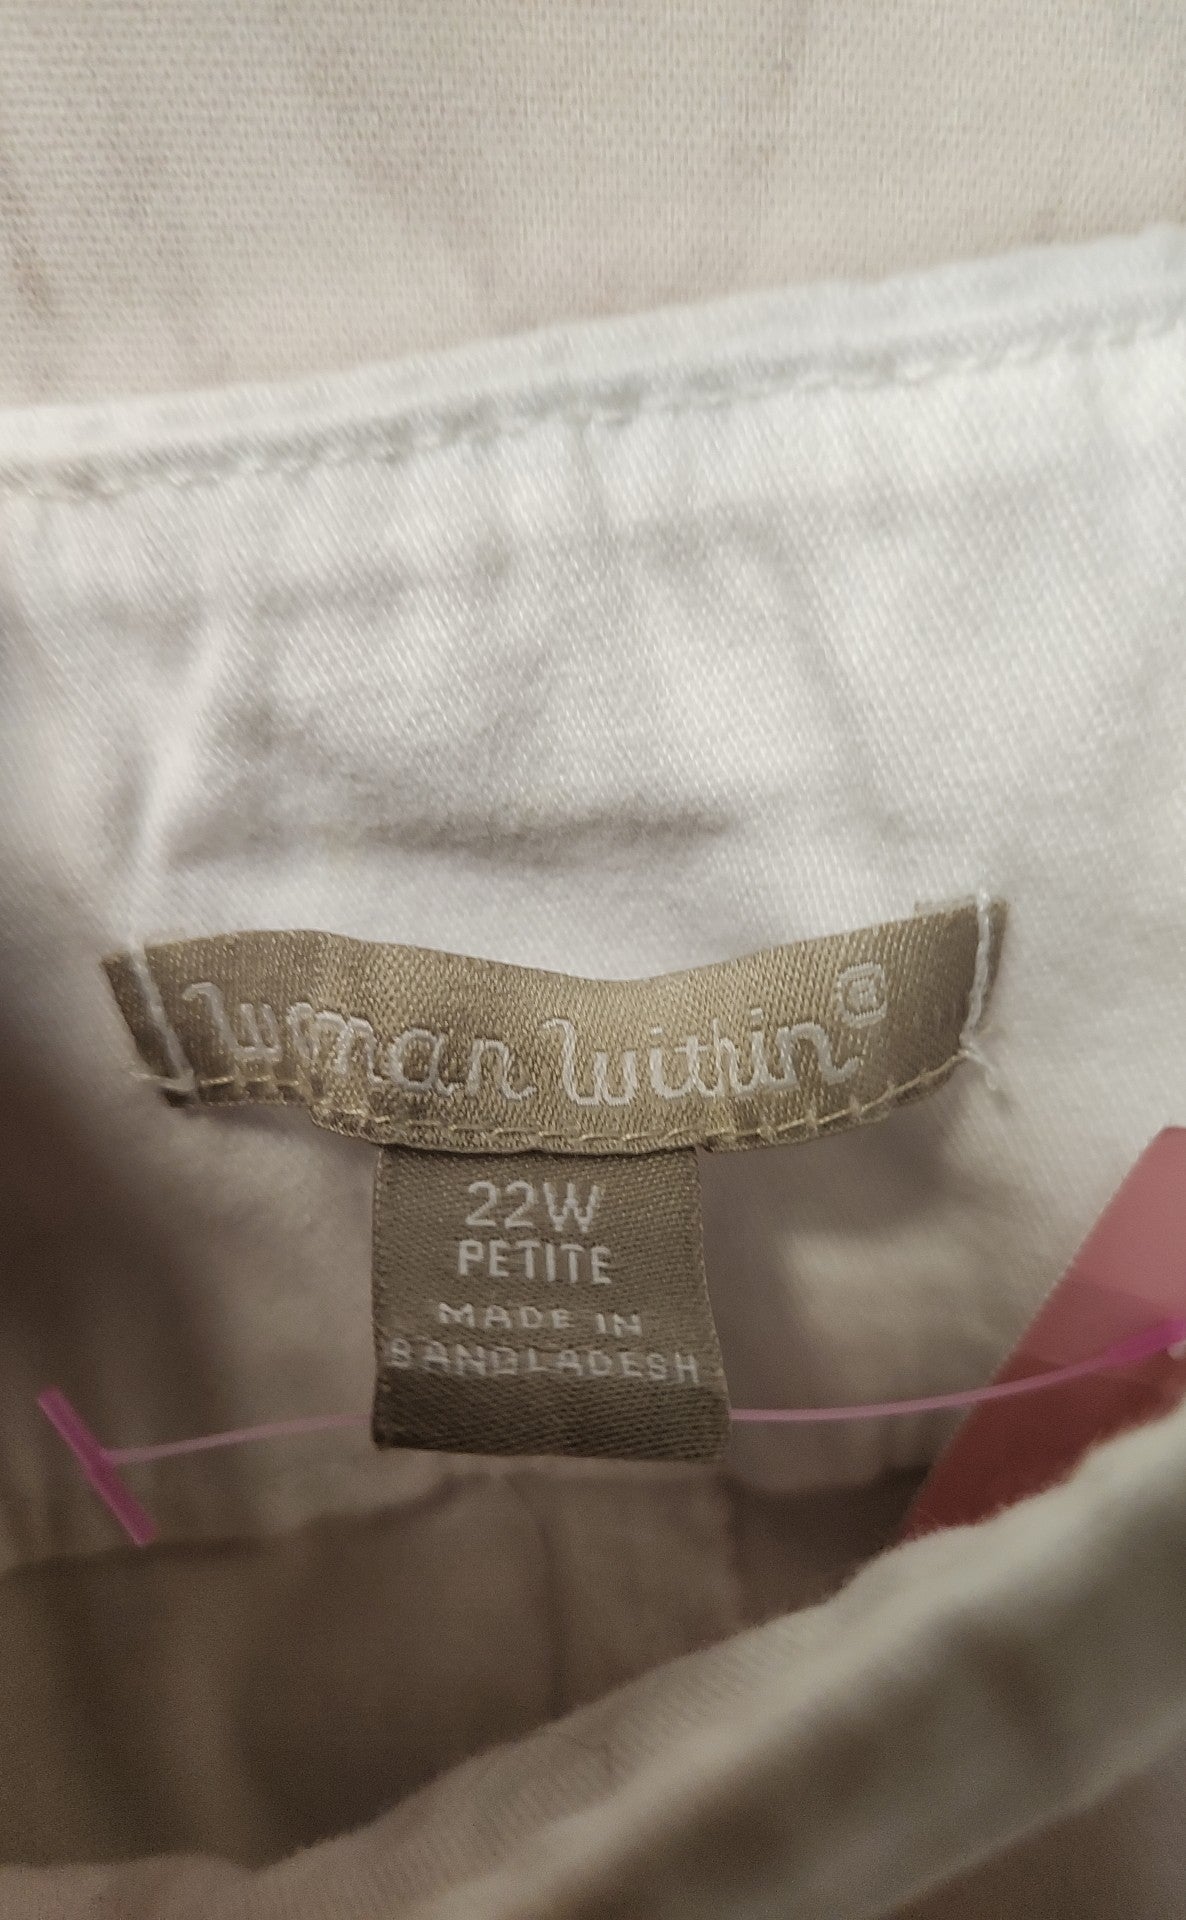 Woman Within®
22W
PETITE
MADE IN
BANGLADESH